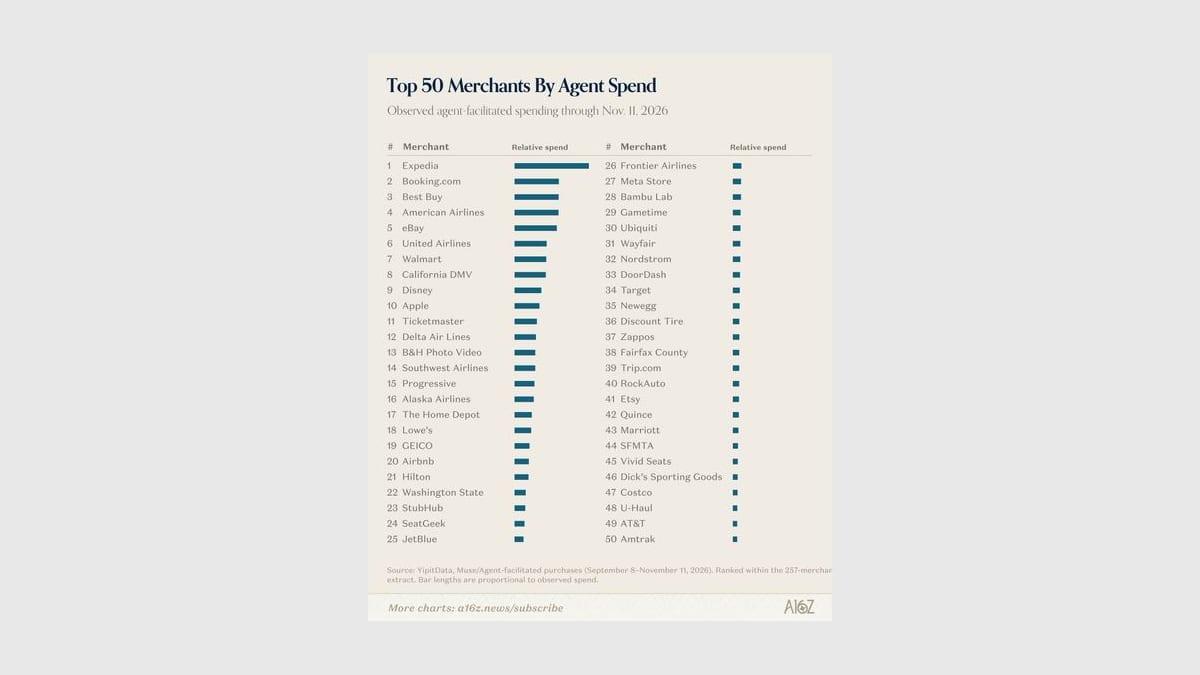 Top 50 Merchants By Agent Spend
Observed agent-facilitated spending through Nov. 11, 2026
# Merchant Relative spend
1 Expedia
2 Booking.com
3 Best Buy
4 American Airlines
5 eBay
6 United Airlines
7 Walmart
8 California DMV
9 Disney
10 Apple
11 Ticketmaster
12 Delta Air Lines
13 B&H Photo Video
14 Southwest Airlines
15 Progressive
16 Alaska Airlines
17 The Home Depot
18 Lowe's
19 GEICO
20 Airbnb
21 Hilton
22 Washington State
23 StubHub
24 SeatGeek
25 JetBlue
# Merchant Relative spend
26 Frontier Airlines
27 Meta Store
28 Bambu Lab
29 Gametime
30 Ubiquiti
31 Wayfair
32 Nordstrom
33 DoorDash
34 Target
35 Newegg
36 Discount Tire
37 Zappos
38 Fairfax County
39 Trip.com
40 RockAuto
41 Etsy
42 Quince
43 Marriott
44 SFMTA
45 Vivid Seats
46 Dick's Sporting Goods
47 Costco
48 U-Haul
49 AT&T
50 Amtrak
Source: YipitData, Muse/Agent-facilitated purchases (September 8–November 11, 2026). Ranked within the 257-merchan
extract. Bar lengths are proportional to observed spend.
More charts: a16z.news/subscribe
A16Z